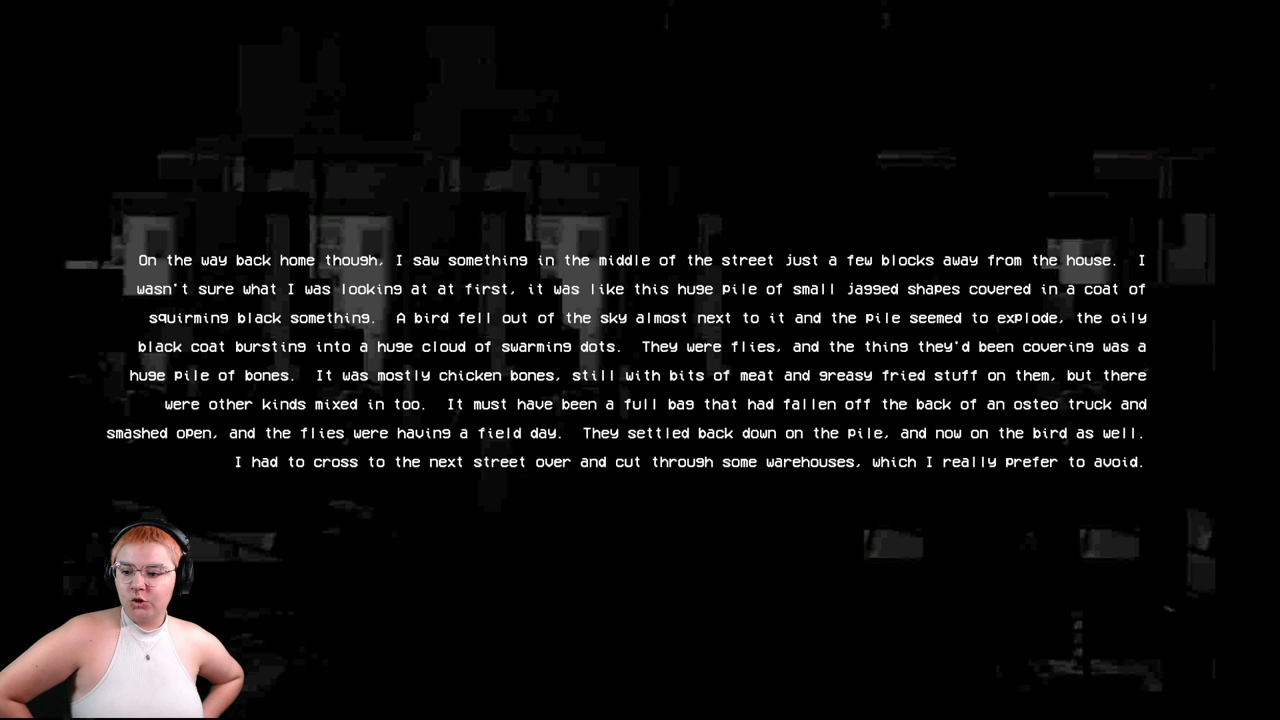 On the way back home though, I saw something in the middle of the street just a few blocks away from the house.  I
wasn't sure what I was looking at at first, it was like this huge pile of small jagged shapes covered in a coat of
squirming black something.  A bird fell out of the sky almost next to it and the pile seemed to explode, the oily
black coat bursting into a huge cloud of swarming dots.  They were flies, and the thing they'd been covering was a
huge pile of bones.  It was mostly chicken bones, still with bits of meat and greasy fried stuff on them, but there
were other kinds mixed in too.  It must have been a full bag that had fallen off the back of an osteo truck and
smashed open, and the flies were having a field day.  They settled back down on the pile, and now on the bird as well.
I had to cross to the next street over and cut through some warehouses, which I really prefer to avoid.